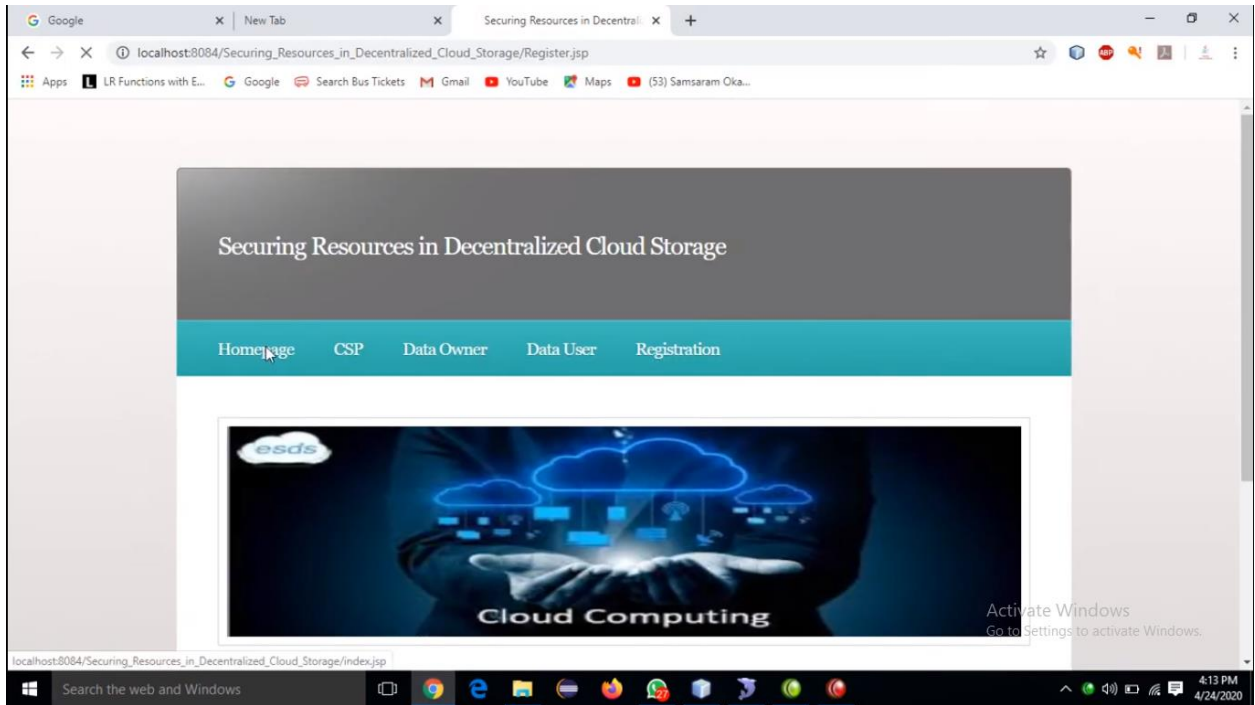 Google
New Tab
Securing Resources in Decentrali
localhost:8084/Securing_Resources_in_Decentralized_Cloud_Storage/Register.jsp
ABP
Apps
L
LR Functions with E...
Google
Search Bus Tickets
Gmail
YouTube
Maps
(53) Samsaram Oka...
Securing Resources in Decentralized Cloud Storage
Homepage CSP Data Owner Data User Registration
esds
Cloud Computing
Activate Windows
Go to Settings to activate Windows.
localhost:8084/Securing_Resources_in_Decentralized_Cloud_Storage/index.jsp
Search the web and Windows
27
4:13 PM
4/24/2020